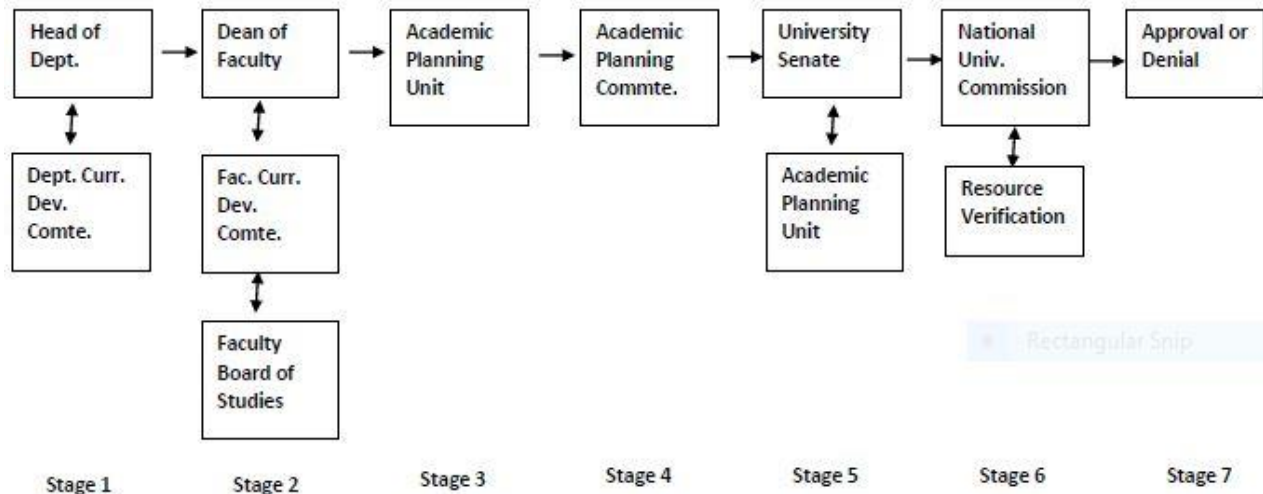 Head of
Dept.
Dean of
Faculty
Academic
Planning
Unit
Academic
Planning
Commte.
University
Senate
National
Univ.
Commission
Approval or
Denial
Dept. Curr.
Dev.
Comte.
Fac. Curr.
Dev.
Comte.
Academic
Planning
Unit
Resource
Verification
Rectangular Snip
Faculty
Board of
Studies
Stage 1
Stage 2
Stage 3
Stage 4
Stage 5
Stage 6
Stage 7